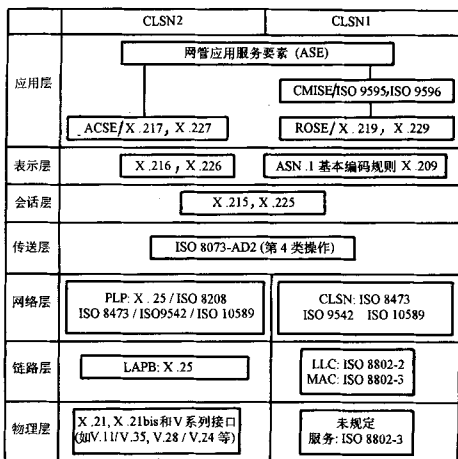 CLSN2 CLSN1
网管应用服务要素 (ASE)
应用层
CMISE/ISO 9595,ISO 9596
ACSE/X .217, X .227
ROSE/X .219, X .229
表示层
X .216, X .226
ASN .1 基本编码规则 X .209
会话层
X .215, X .225
传送层
ISO 8073-AD2 (第 4 类操作)
网络层
PLP: X . 25 / ISO 8208
ISO 8473 / ISO9542 / ISO 10589
CLSN: ISO 8473
ISO 9542 ISO 10589
链路层
LAPB: X .25
LLC: ISO 8802-2
MAC: ISO 8802-3
物理层
X .21, X .21bis和V系列接口
(如V.11/V.35, V.28 / V.24 等)
未规定
服务: ISO 8802-3